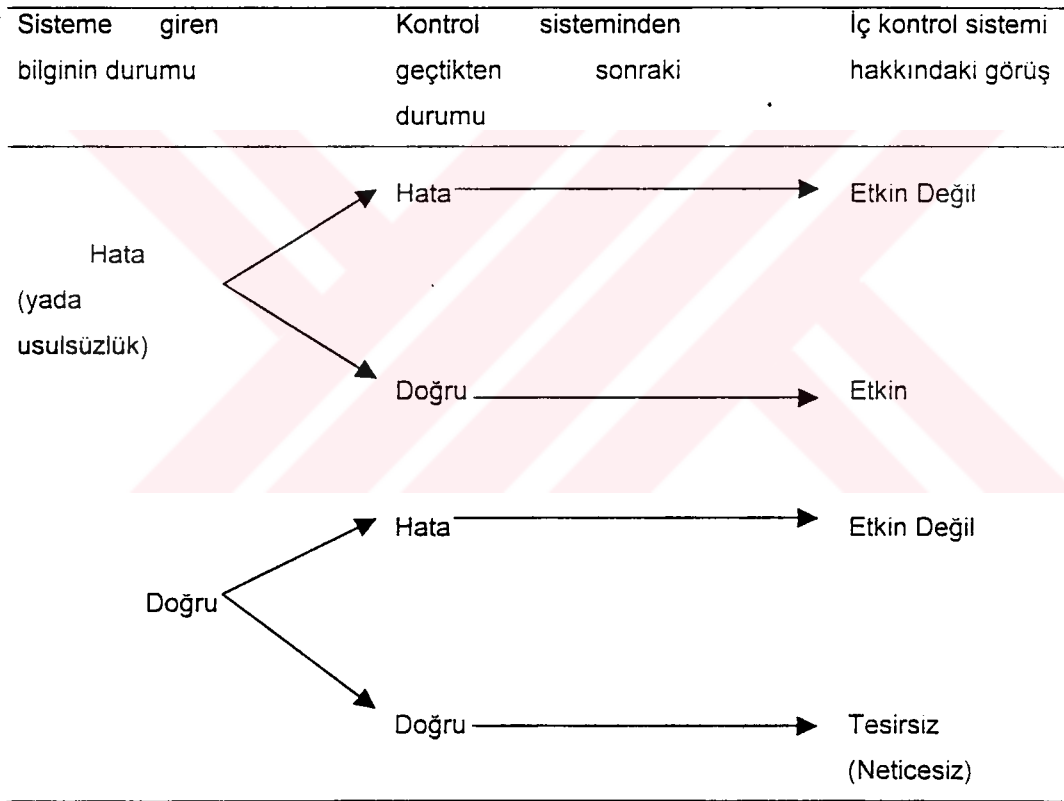 Sisteme giren Kontrol sisteminden İç kontrol sistemi
bilginin durumu geçtikten sonraki hakkındaki görüş
durumu
Hata Etkin Değil
Hata
(yada
usulsüzlük)
Doğru Etkin
Hata Etkin Değil
Doğru
Doğru Tesirsiz
(Neticesiz)